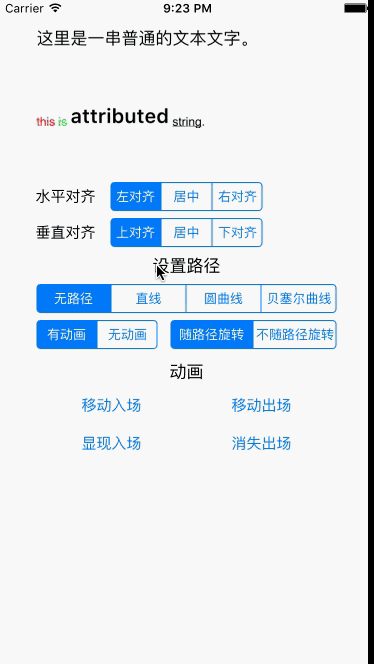 Carrier 9:23 PM
这里是一串普通的文本文字。
this is attributed string.
水平对齐 左对齐 居中 右对齐
垂直对齐 上对齐 居中 下对齐
设置路径
无路径 直线 圆曲线 贝塞尔曲线
有动画 无动画 随路径旋转 不随路径旋转
动画
移动入场 移动出场
显现入场 消失出场